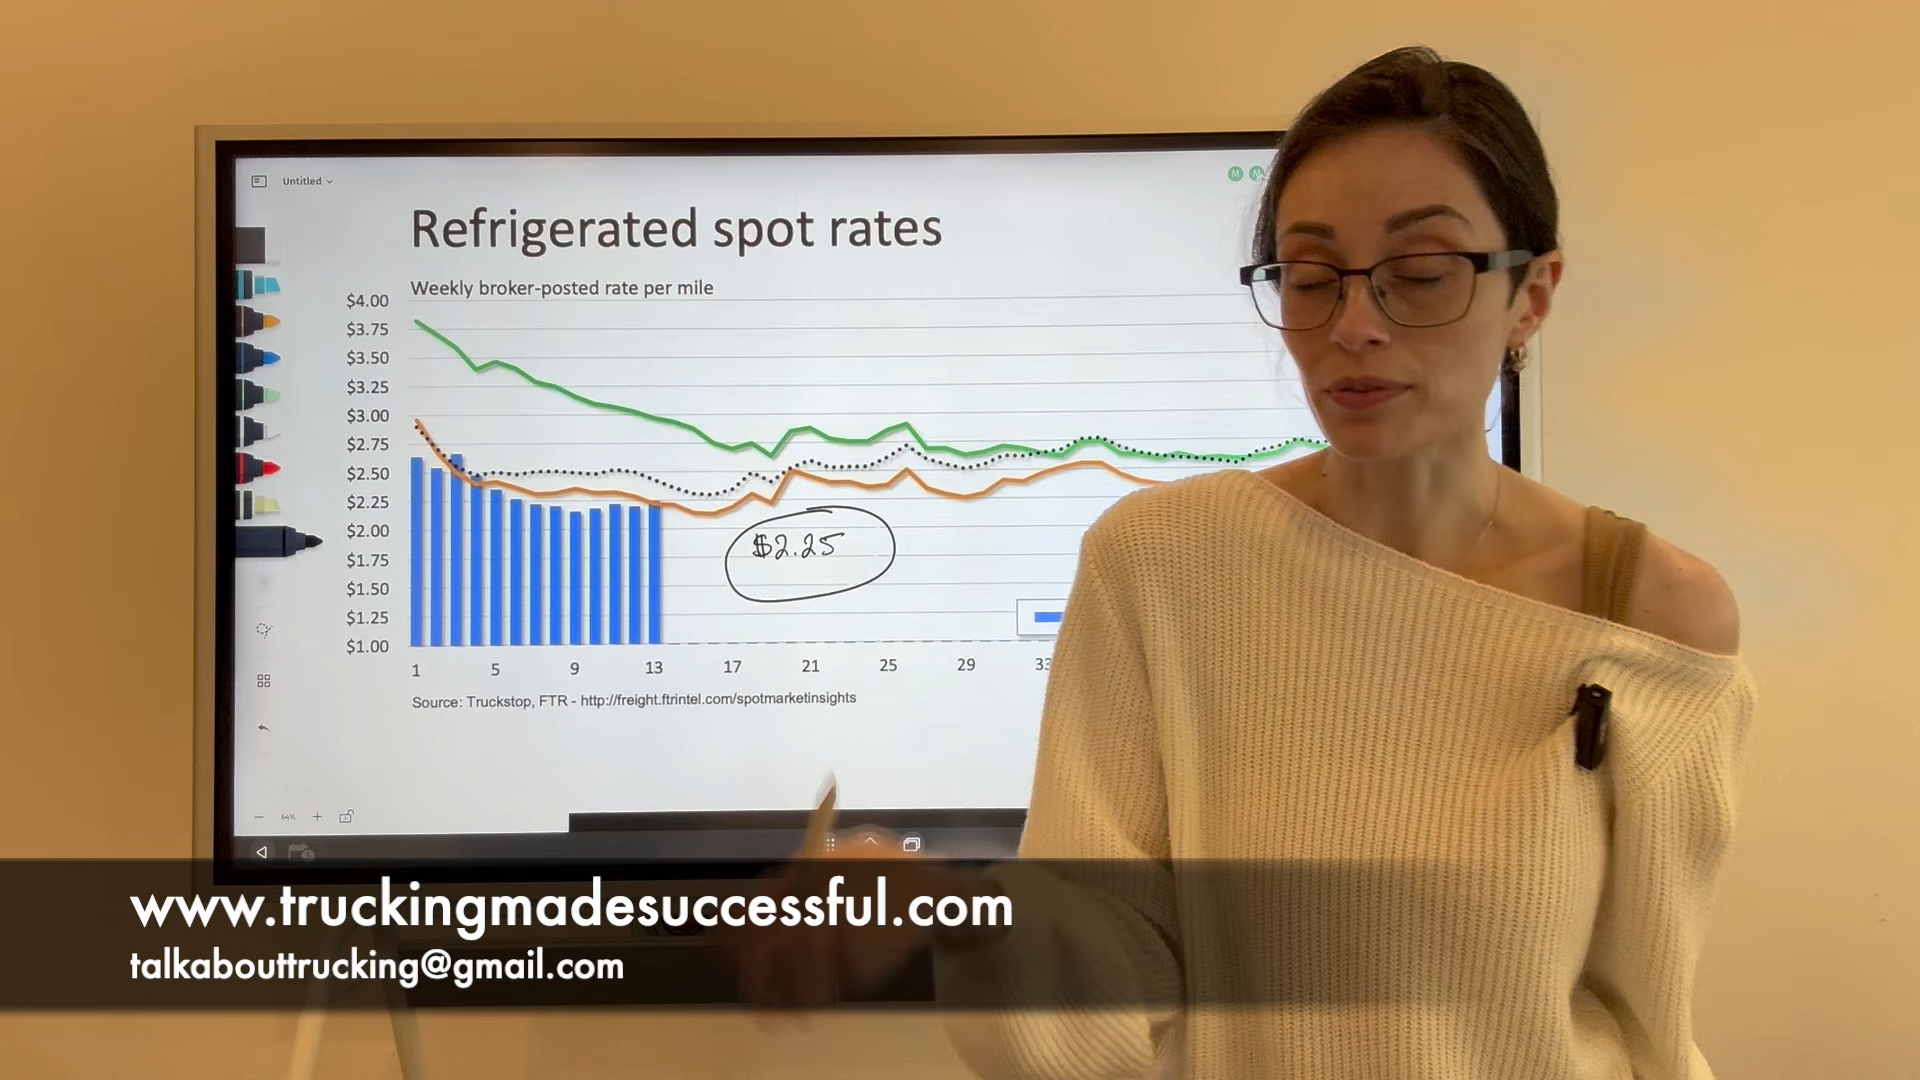 Untitled
M
Refrigerated spot rates
Weekly broker-posted rate per mile
$4.00
$3.75
$3.50
$3.25
$3.00
$2.75
$2.50
$2.25
$2.00
$1.75
$1.50
$1.25
$1.00
$2.25
1 5 9 13 17 21 25 29
Source: Truckstop, FTR - http://freight.ftrintel.com/spotmarketinsights
64%
www.truckingmadesuccessful.com
talkabouttrucking@gmail.com